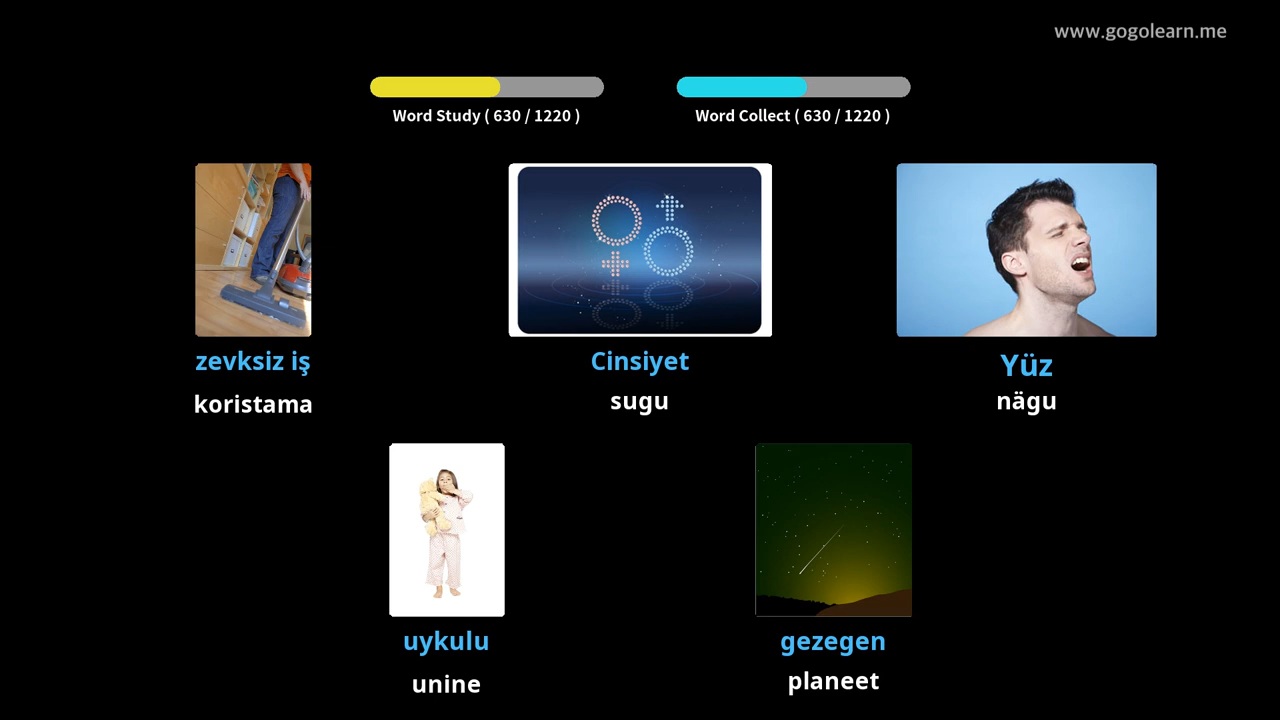 www.gogolearn.me
Word Study ( 630 / 1220 )
Word Collect ( 630 / 1220 )
zevksiz iş
koristama
Cinsiyet
sugu
Yüz
nägu
uykulu
unine
gezegen
planeet